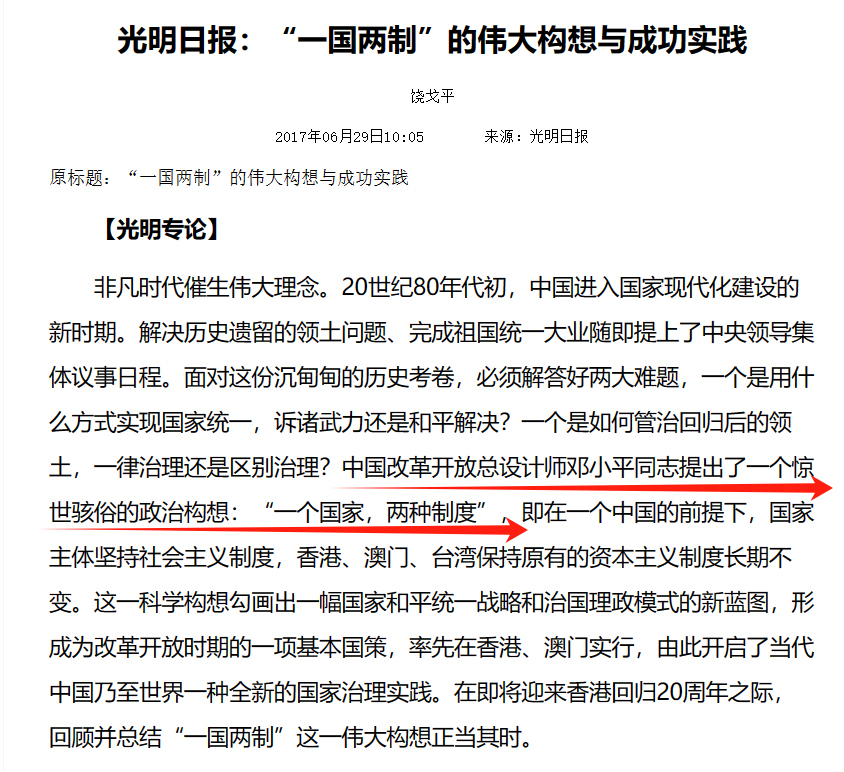 光明日报：“一国两制”的伟大构想与成功实践
饶戈平
2017年06月29日10:05 来源：光明日报
原标题：“一国两制”的伟大构想与成功实践
【光明专论】
非凡时代催生伟大理念。20世纪80年代初，中国进入国家现代化建设的
新时期。解决历史遗留的领土问题、完成祖国统一大业随即提上了中央领导集
体议事日程。面对这份沉甸甸的历史考卷，必须解答好两大难题，一个是用什
么方式实现国家统一，诉诸武力还是和平解决？一个是如何管治回归后的领
土，一律治理还是区别治理？中国改革开放总设计师邓小平同志提出了一个惊
世骇俗的政治构想：“一个国家，两种制度”，即在一个中国的前提下，国家
主体坚持社会主义制度，香港、澳门、台湾保持原有的资本主义制度长期不
变。这一科学构想勾画出一幅国家和平统一战略和治国理政模式的新蓝图，形
成为改革开放时期的一项基本国策，率先在香港、澳门实行，由此开启了当代
中国乃至世界一种全新的国家治理实践。在即将迎来香港回归20周年之际，
回顾并总结“一国两制”这一伟大构想正当其时。